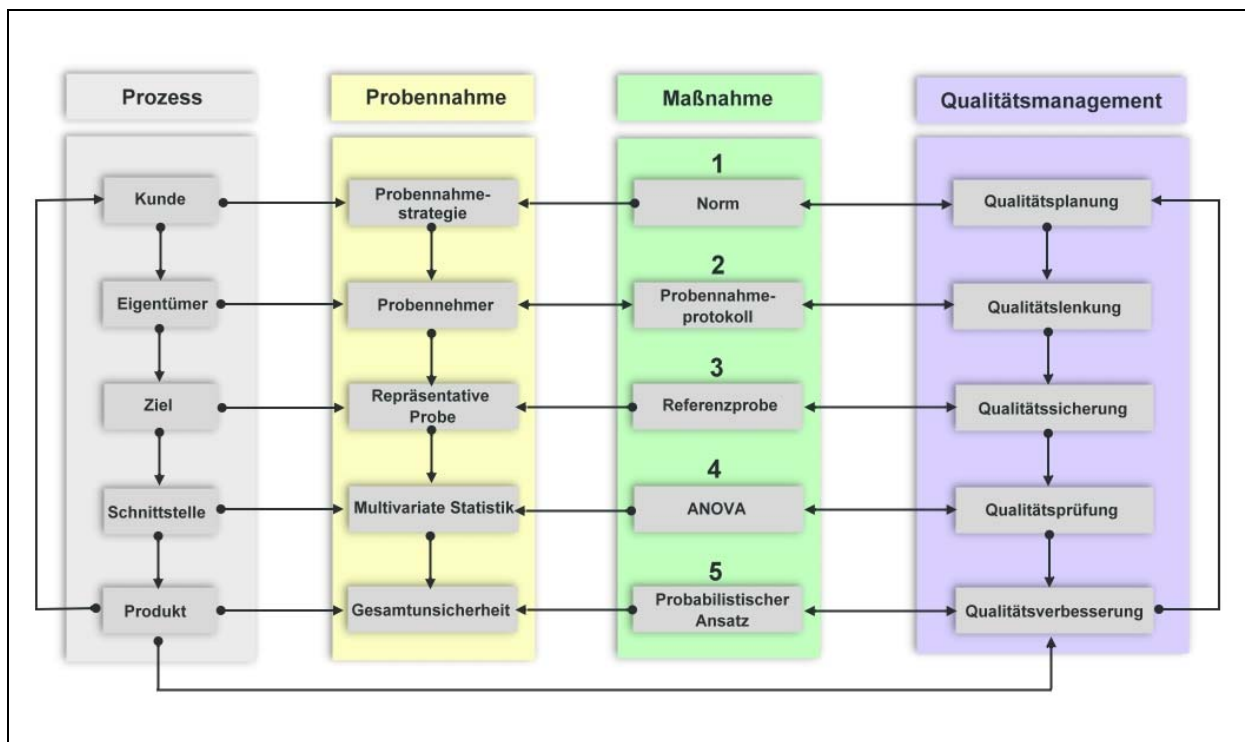 Prozess
Probennahme
Maßnahme
Qualitätsmanagement
1
Kunde
Probennahme-
strategie
Norm
Qualitätsplanung
2
Eigentümer
Probennehmer
Probennahme-
protokoll
Qualitätslenkung
3
Ziel
Repräsentative
Probe
Referenzprobe
Qualitätssicherung
4
Schnittstelle
Multivariate Statistik
ANOVA
Qualitätsprüfung
5
Produkt
Gesamtunsicherheit
Probabilistischer
Ansatz
Qualitätsverbesserung